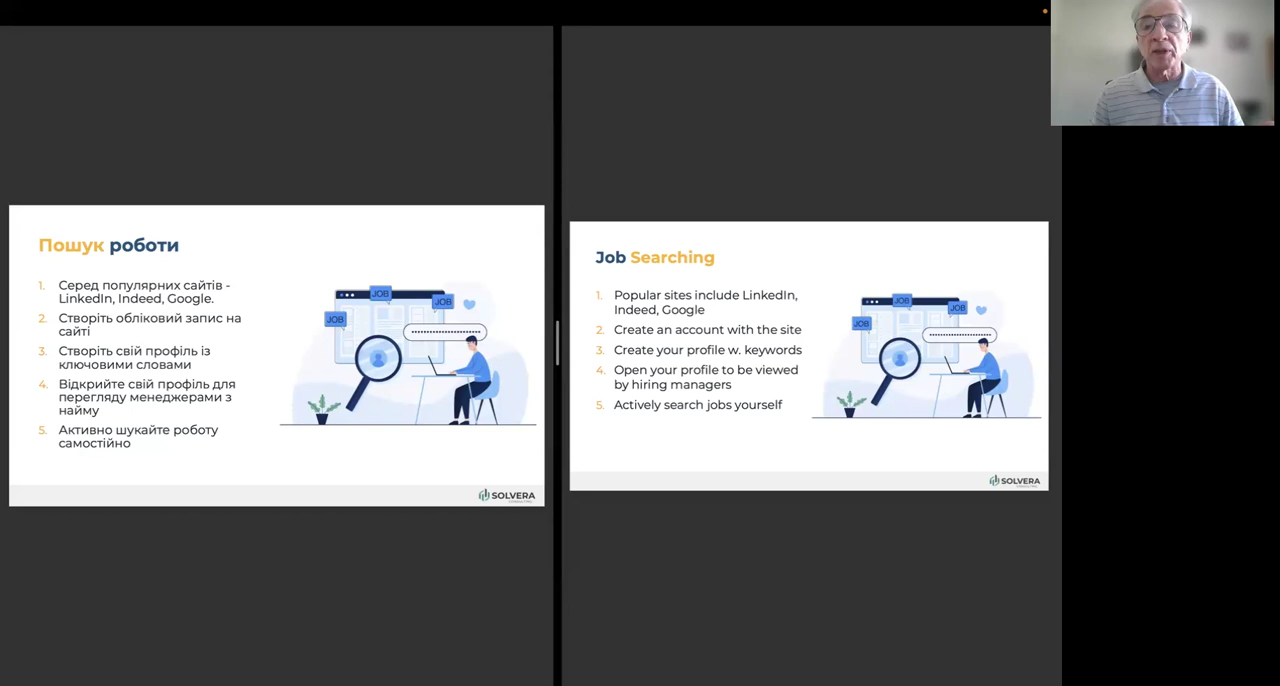 Пошук роботи
1. Серед популярних сайтів -
LinkedIn, Indeed, Google.
2. Створіть обліковий запис на
сайті
3. Створіть свій профіль із
ключовими словами
4. Відкрийте свій профіль для
перегляду менеджерами з
найму
5. Активно шукайте роботу
самостійно
JOB
JOB
JOB
SOLVERA
Job Searching
1. Popular sites include LinkedIn,
Indeed, Google
2. Create an account with the site
3. Create your profile w. keywords
4. Open your profile to be viewed
by hiring managers
5. Actively search jobs yourself
JOB
JOB
JOB
SOLVERA